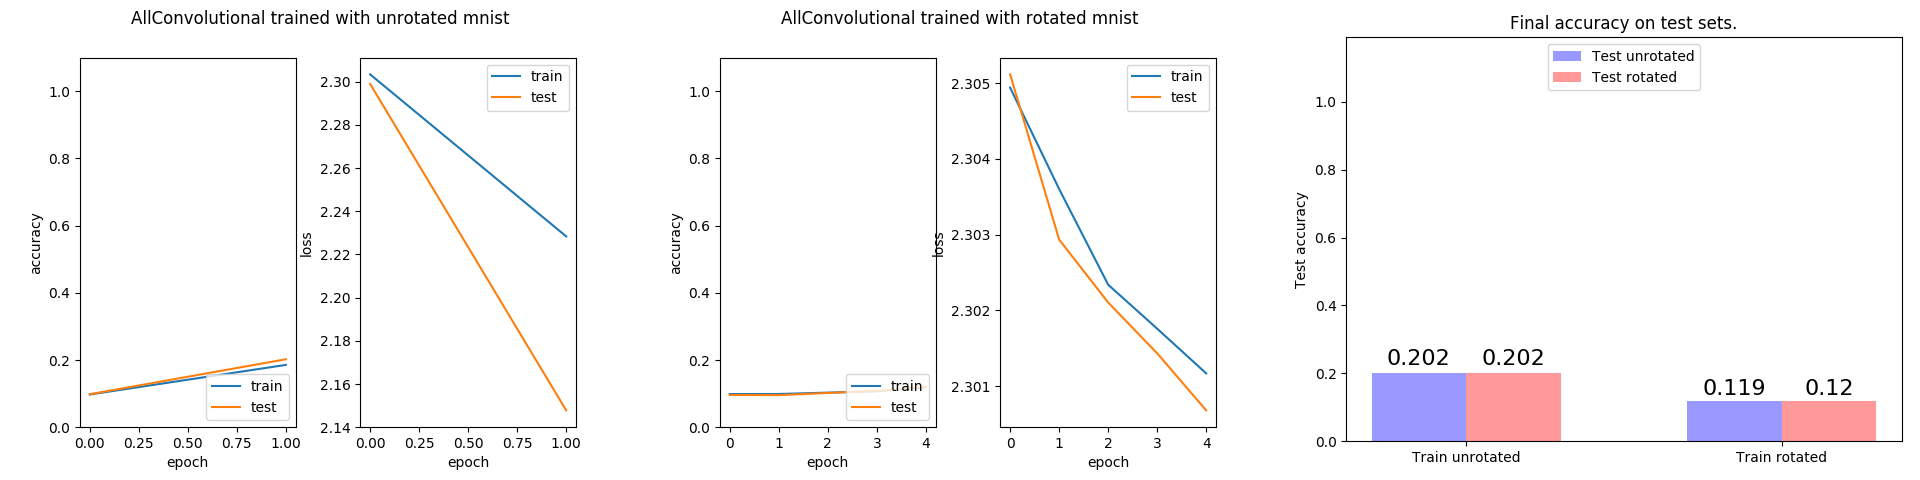 AllConvolutional trained with unrotated mnist
accuracy
1.0
0.8
0.6
0.4
0.2
0.0
train
test
0.00 0.25 0.50 0.75 1.00
epoch
loss
2.30
2.28
2.26
2.24
2.22
2.20
2.18
2.16
2.14
train
test
0.00 0.25 0.50 0.75 1.00
epoch
AllConvolutional trained with rotated mnist
accuracy
1.0
0.8
0.6
0.4
0.2
0.0
train
test
0 1 2 3 4
epoch
loss
2.305
2.304
2.303
2.302
2.301
train
test
0 1 2 3 4
epoch
Final accuracy on test sets.
Test unrotated
Test rotated
Test accuracy
1.0
0.8
0.6
0.4
0.2
0.0
0.202 0.202
0.119 0.12
Train unrotated Train rotated